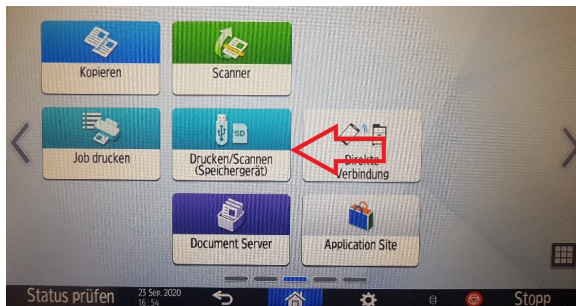 Kopieren
Scanner
Job drucken
SD
Drucken/Scannen
(Speichergerät)
Direkte
Verbindung
Document Server
Application Site
Status prüfen
23 Sep. 2020
16:54
Stopp